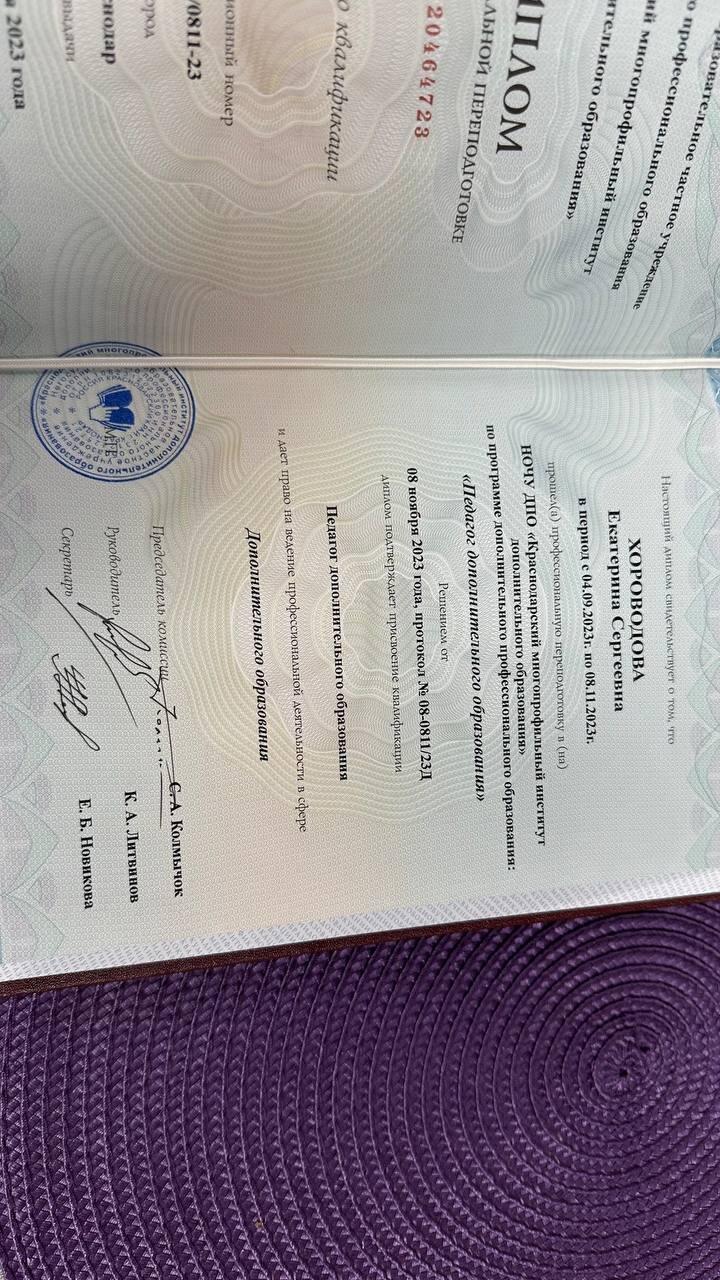 разовательное частное учреждение
о профессионального образования
ий многопрофильный институт
ительного образования»
ИПЛОМ
АЛЬНОЙ ПЕРЕПОДГОТОВКЕ
20464723
о квалификации
ционный номер
/0811-23
ород
снодар
выдачи
я 2023 года
Настоящий диплом свидетельствует о том, что
ХОРОВОДОВА
Екатерина Сергеевна
в период с 04.09.2023г. по 08.11.2023г.
прошел(а) профессиональную переподготовку в (на)
НОЧУ ДПО «Краснодарский многопрофильный институт
дополнительного образования»
по программе дополнительного профессионального образования:
«Педагог дополнительного образования»
Решением от
08 ноября 2023 года, протокол № 08-0811/23Д
диплом подтверждает присвоение квалификации
Педагог дополнительного образования
и дает право на ведение профессиональной деятельности в сфере
Дополнительного образования
Председатель комиссии С. А. Колмычок
Руководитель К. А. Литвинов
Секретарь Е. Б. Новикова